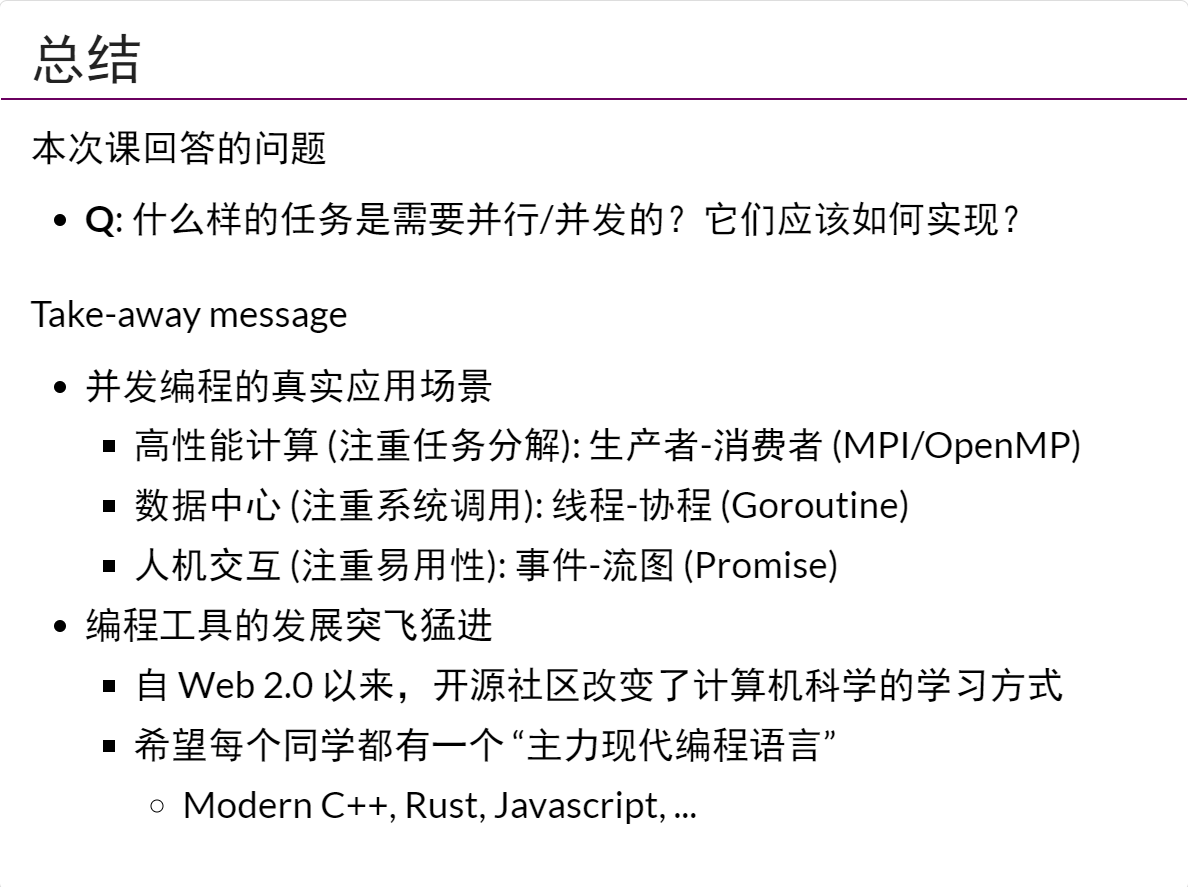 总结
本次课回答的问题
Q: 什么样的任务是需要并行/并发的？它们应该如何实现？
Take-away message
并发编程的真实应用场景
高性能计算 (注重任务分解): 生产者-消费者 (MPI/OpenMP)
数据中心 (注重系统调用): 线程-协程 (Goroutine)
人机交互 (注重易用性): 事件-流图 (Promise)
编程工具的发展突飞猛进
自 Web 2.0 以来，开源社区改变了计算机科学的学习方式
希望每个同学都有一个 “主力现代编程语言”
Modern C++, Rust, Javascript, ...